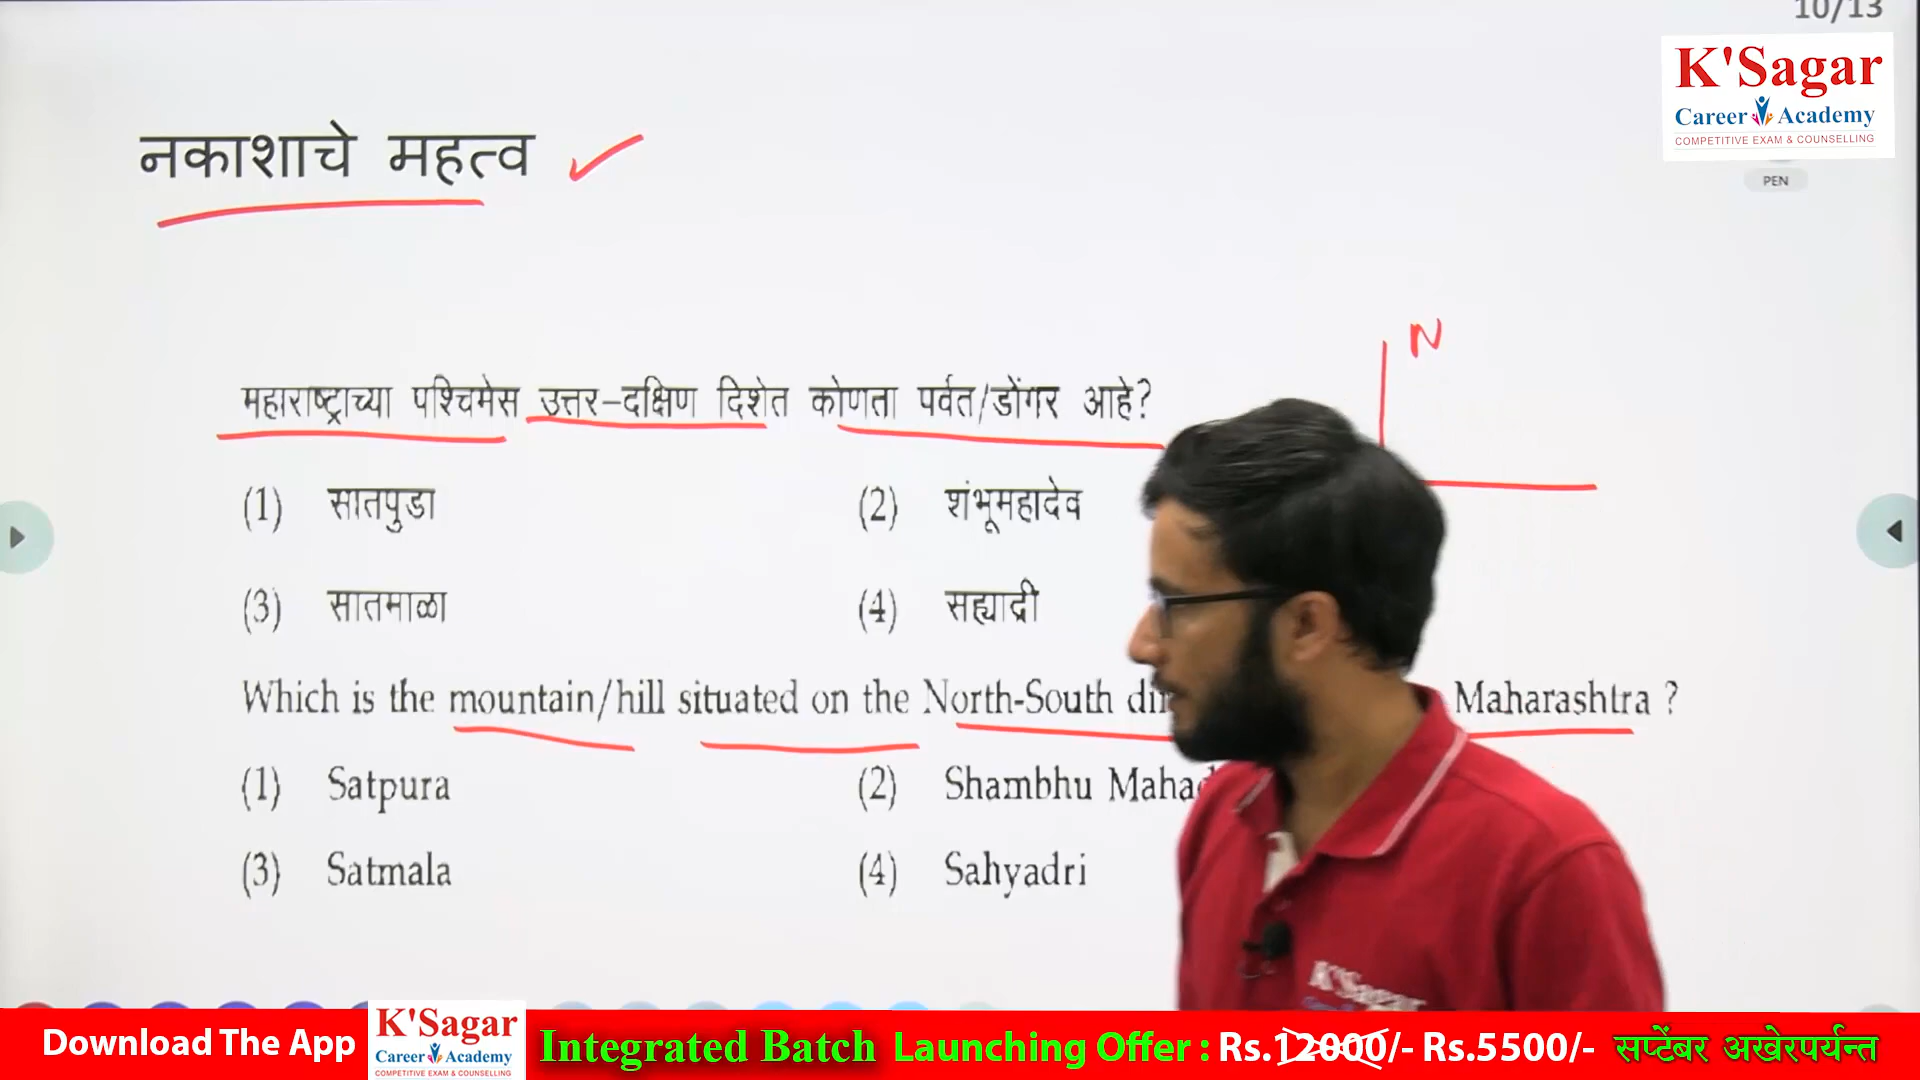 10/13
K'Sagar
Career Academy
COMPETITIVE EXAM & COUNSELLING
PEN
नकाशाचे महत्व
N
महाराष्ट्राच्या पश्चिमेस उत्तर–दक्षिण दिशेत कोणता पर्वत/डोंगर आहे?
(1) सातपुडा (2) शंभूमहादेव
(3) सातमाळा (4) सह्याद्री
Which is the mountain/hill situated on the North-South Maharashtra ?
(1) Satpura (2) Shambhu
(3) Satmala (4) Sahyadri
K'Sagar
Download The App K'Sagar Career Academy COMPETITIVE EXAM & COUNSELLING Integrated Batch Launching Offer : Rs.12000/- Rs.5500/- सप्टेंबर अखेरपर्यन्त